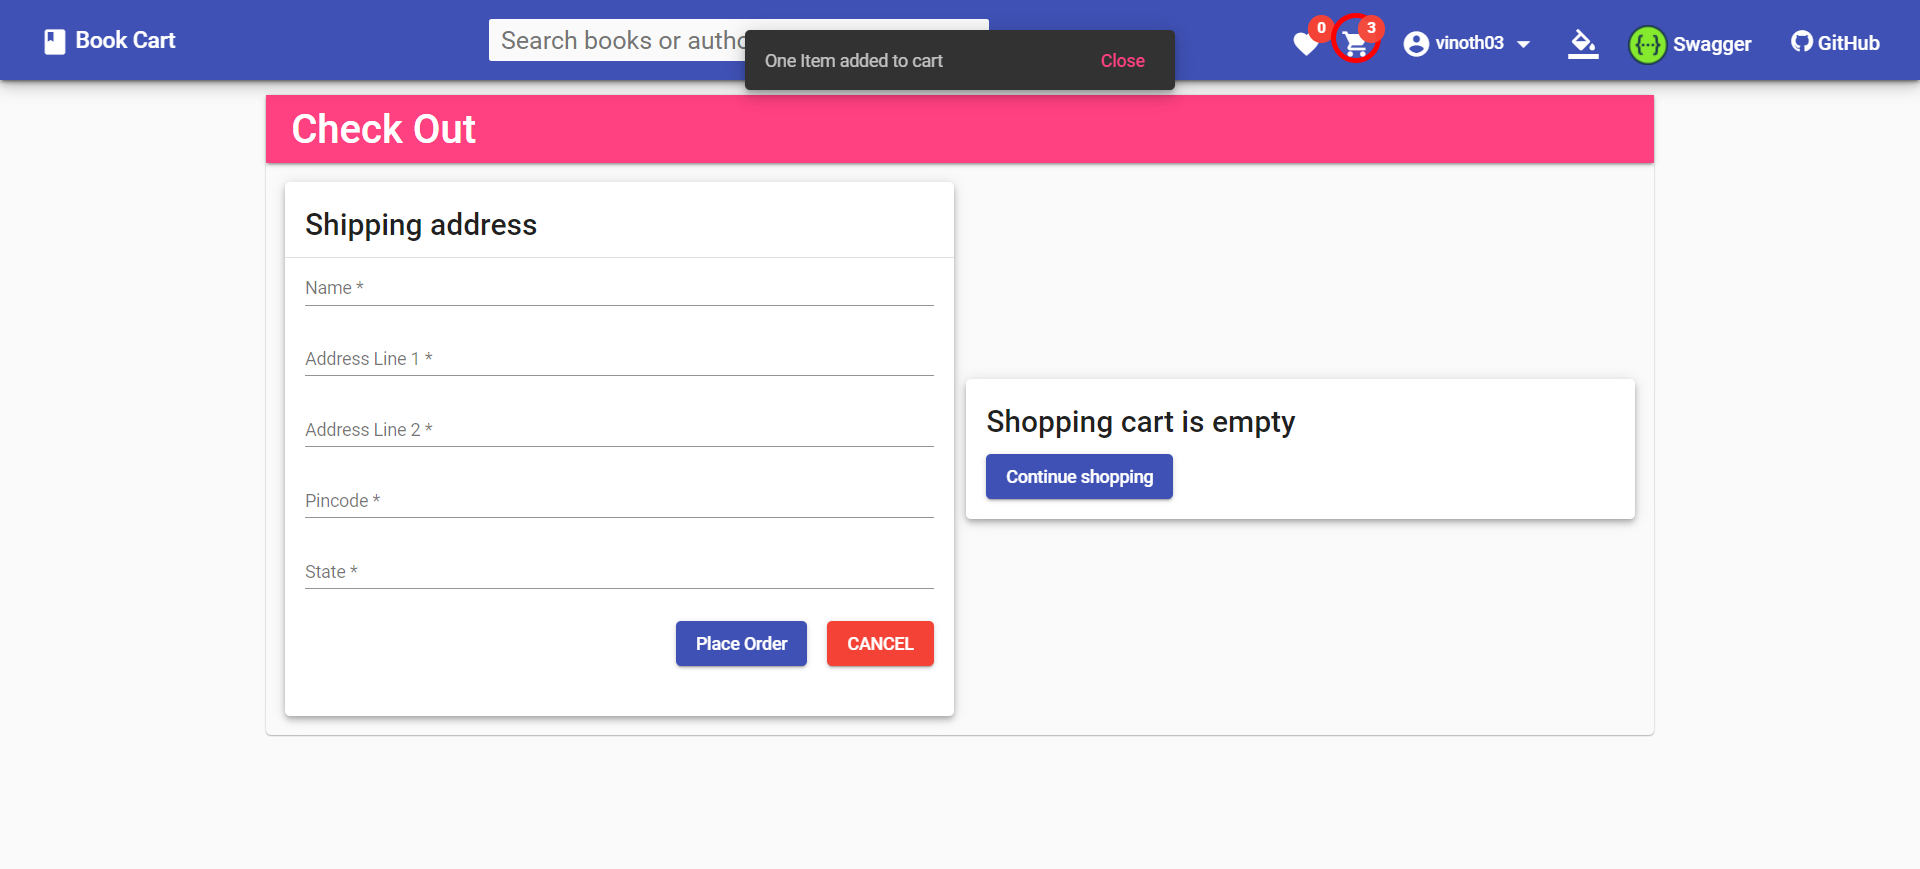 Book Cart
Search books or autho
One Item added to cart
Close
0
3
vinoth03
Swagger
GitHub
Check Out
Shipping address
Name *
Address Line 1 *
Address Line 2 *
Pincode *
State *
Place Order
CANCEL
Shopping cart is empty
Continue shopping